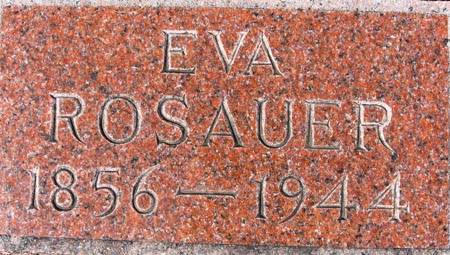 EVA
ROSAUER
1856 — 1944